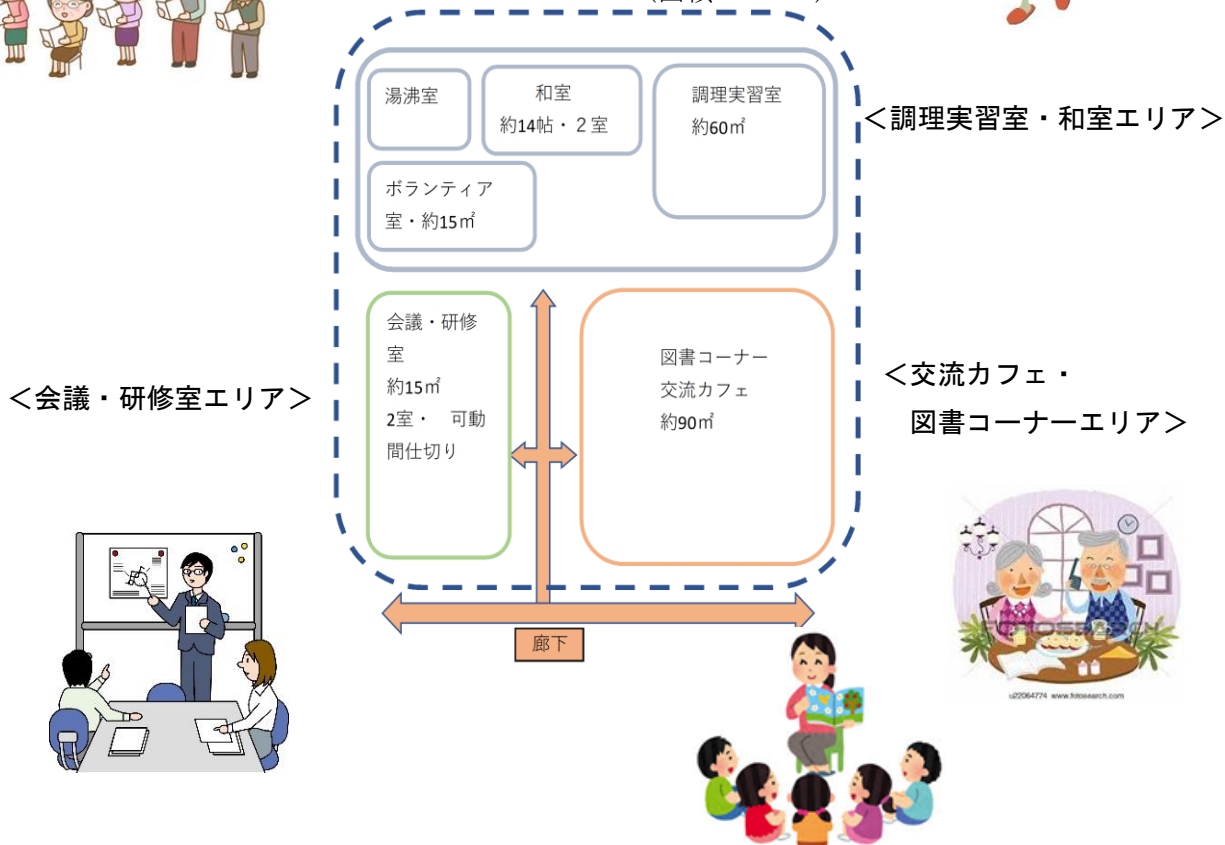 湯沸室
和室
約14帖・２室
調理実習室
約60㎡
＜調理実習室・和室エリア＞
ボランティア
室・約15㎡
会議・研修
室
約15㎡
2室・　可動
間仕切り
図書コーナー
交流カフェ
約90㎡
＜会議・研修室エリア＞
＜交流カフェ・
図書コーナーエリア＞
廊下
FOTOSEARCH
u22064774 www.fotosearch.com